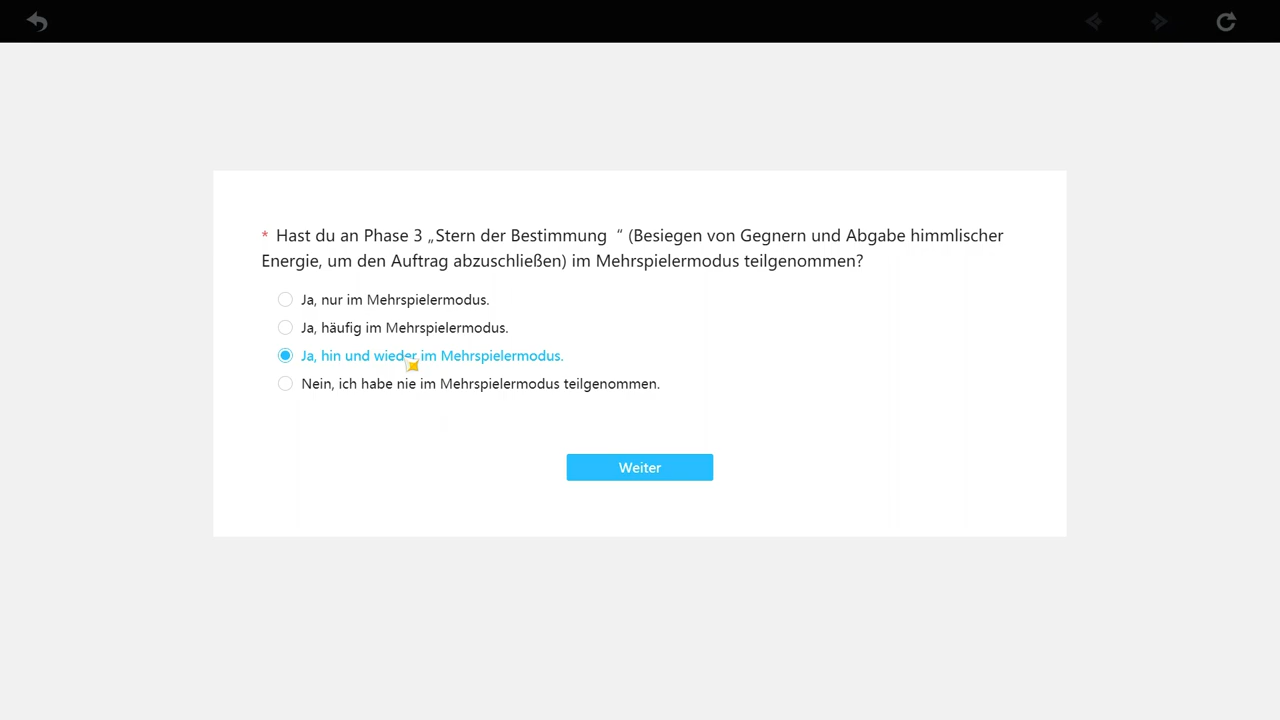 * Hast du an Phase 3 „Stern der Bestimmung “ (Besiegen von Gegnern und Abgabe himmlischer
Energie, um den Auftrag abzuschließen) im Mehrspielermodus teilgenommen?
Ja, nur im Mehrspielermodus.
Ja, häufig im Mehrspielermodus.
Ja, hin und wieder im Mehrspielermodus.
Nein, ich habe nie im Mehrspielermodus teilgenommen.
Weiter